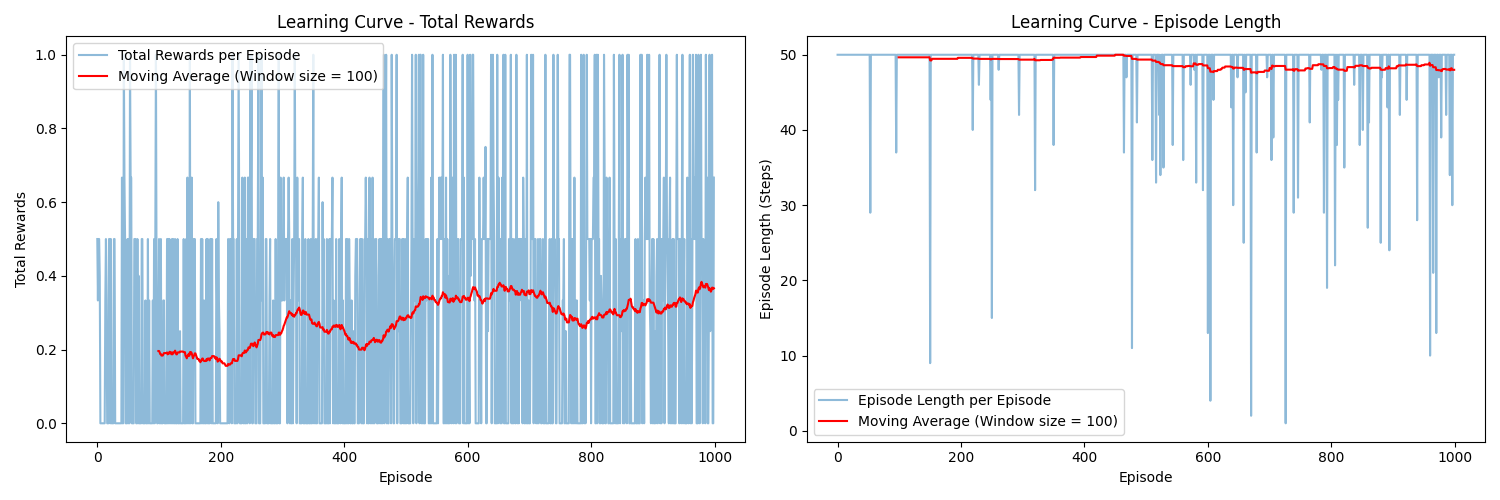 Learning Curve - Total Rewards
Total Rewards per Episode
Moving Average (Window size = 100)
1.0
0.8
0.6
0.4
0.2
0.0
Total Rewards
0 200 400 600 800 1000
Episode
Learning Curve - Episode Length
50
40
30
20
10
0
Episode Length (Steps)
Episode Length per Episode
Moving Average (Window size = 100)
0 200 400 600 800 1000
Episode